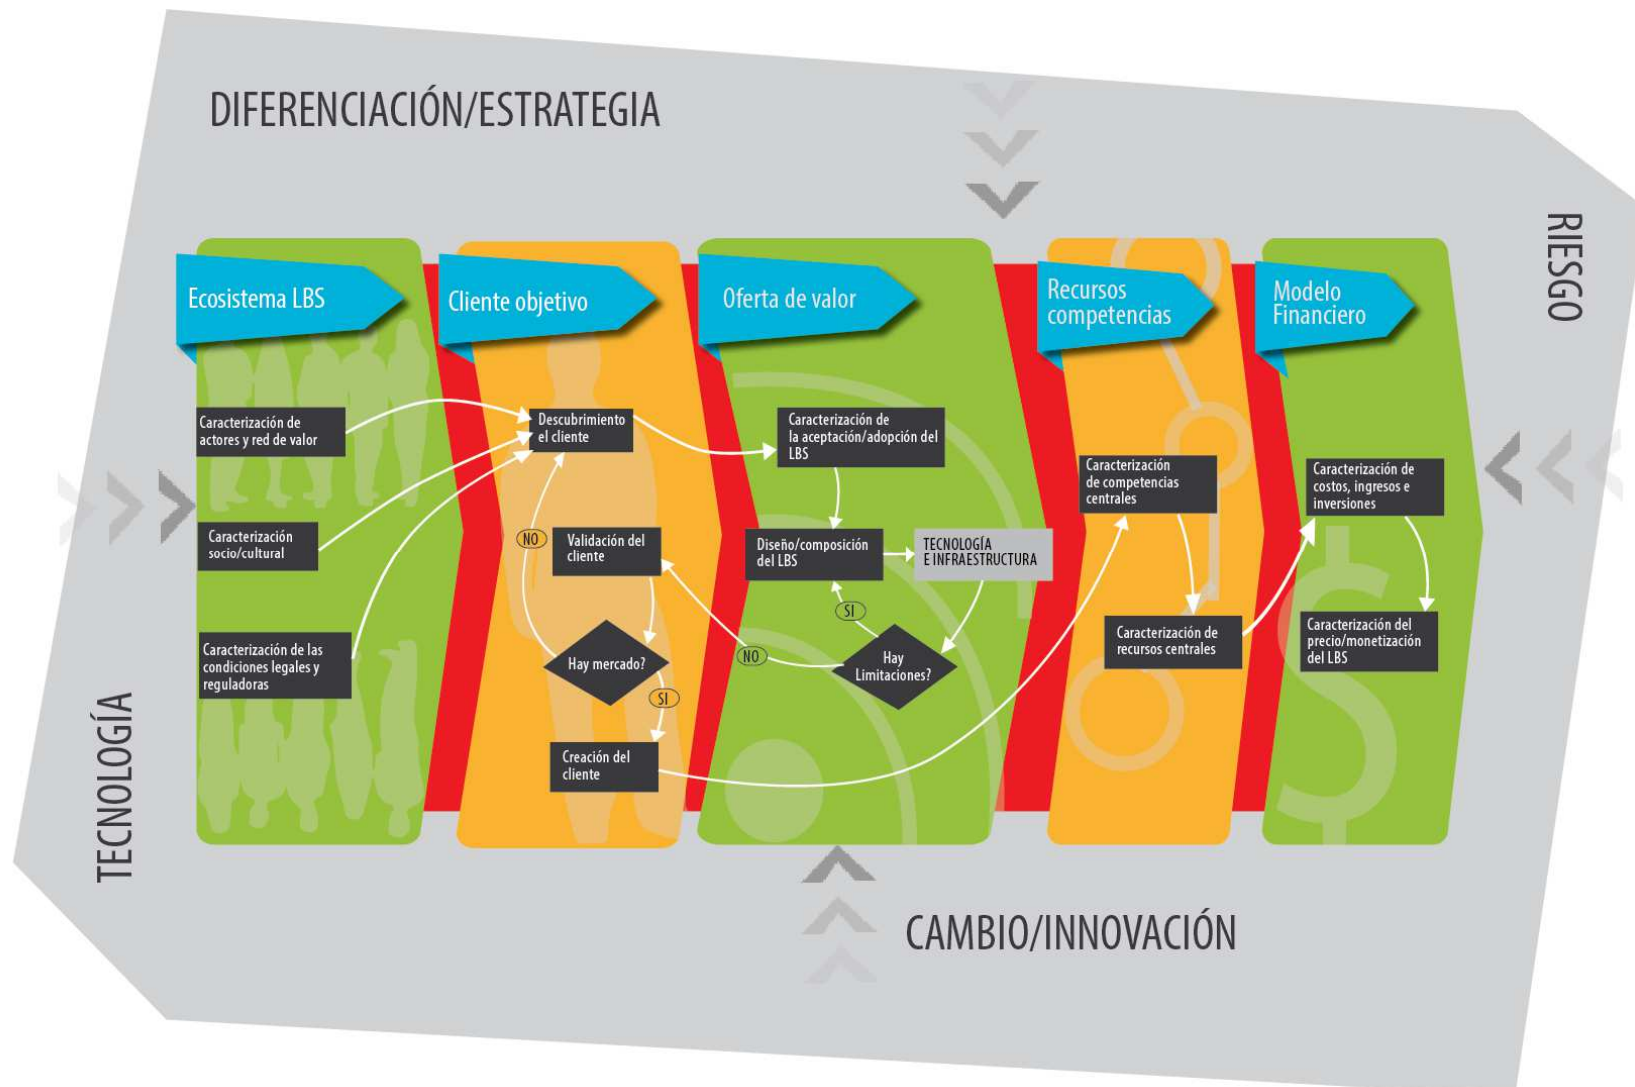 DIFERENCIACIÓN/ESTRATEGIA
RIESGO
TECNOLOGÍA
CAMBIO/INNOVACIÓN
Ecosistema LBS
Caracterización de
actores y red de valor
Caracterización
socio/cultural
Caracterización de las
condiciones legales y
reguladoras
Cliente objetivo
Descubrimiento
el cliente
NO
Validación del
cliente
Hay mercado?
SI
Creación del
cliente
Oferta de valor
Caracterización de
la aceptación/adopción del
LBS
Diseño/composición
del LBS
TECNOLOGÍA
E INFRAESTRUCTURA
SI
NO
Hay
Limitaciones?
Recursos
competencias
Caracterización
de competencias
centrales
Caracterización de
recursos centrales
Modelo
Financiero
Caracterización de
costos, ingresos e
inversiones
Caracterización del
precio/monetización
del LBS